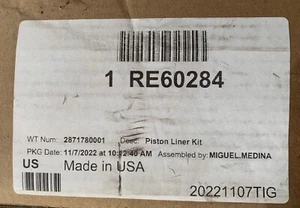 1 RE60284
WT Num: 2871780001 Desc: Piston Liner Kit
PKG Date: 11/7/2022 at 10:12:40 AM Assembled by: MIGUEL.MEDINA
US Made in USA
20221107TIG